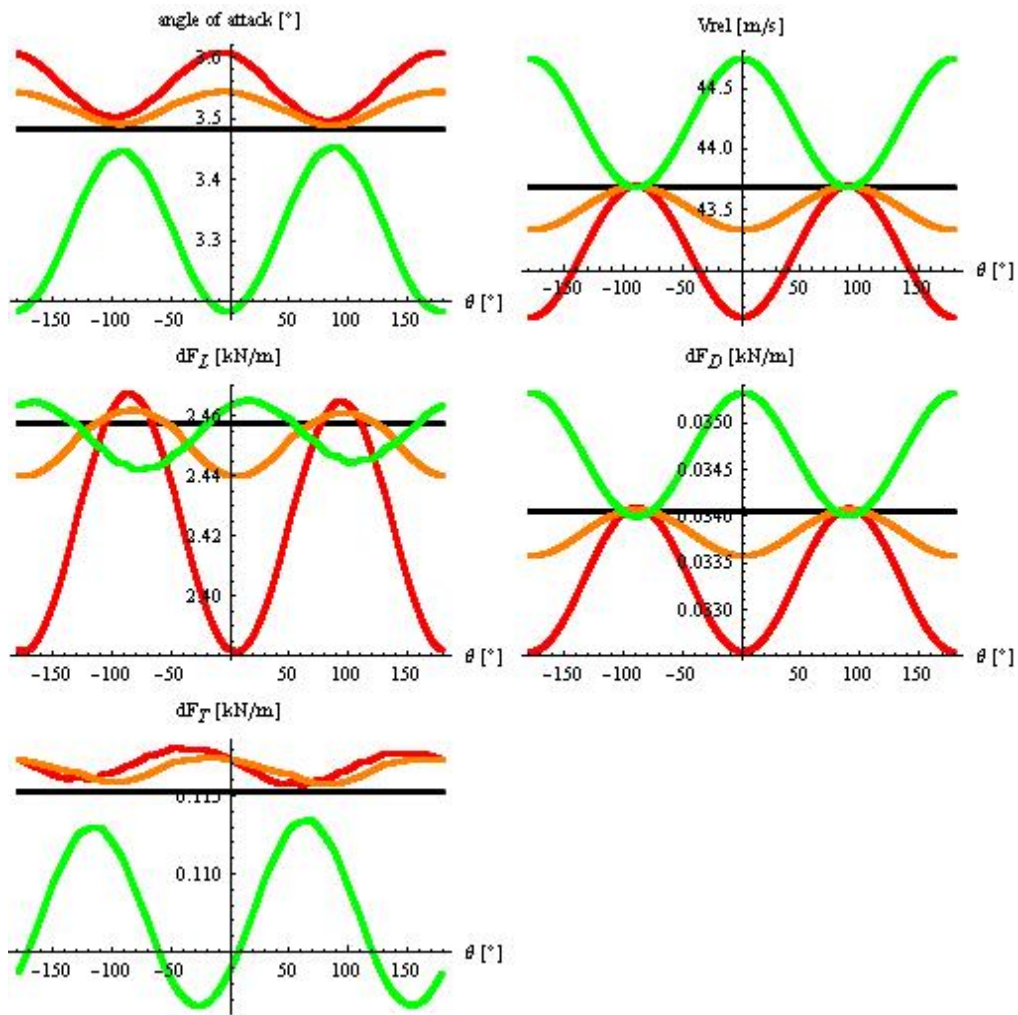 angle of attack [°]
3.6
3.5
3.4
3.3
-150 -100 -50 50 100 150 θ [°]
Vrel [m/s]
44.5
44.0
43.5
-150 -100 -50 50 100 150 θ [°]
dF_L [kN/m]
2.46
2.44
2.42
2.40
-150 -100 -50 50 100 150 θ [°]
dF_D [kN/m]
0.0350
0.0345
0.0340
0.0335
0.0330
-150 -100 -50 50 100 150 θ [°]
dF_T [kN/m]
0.115
0.110
-150 -100 -50 50 100 150 θ [°]